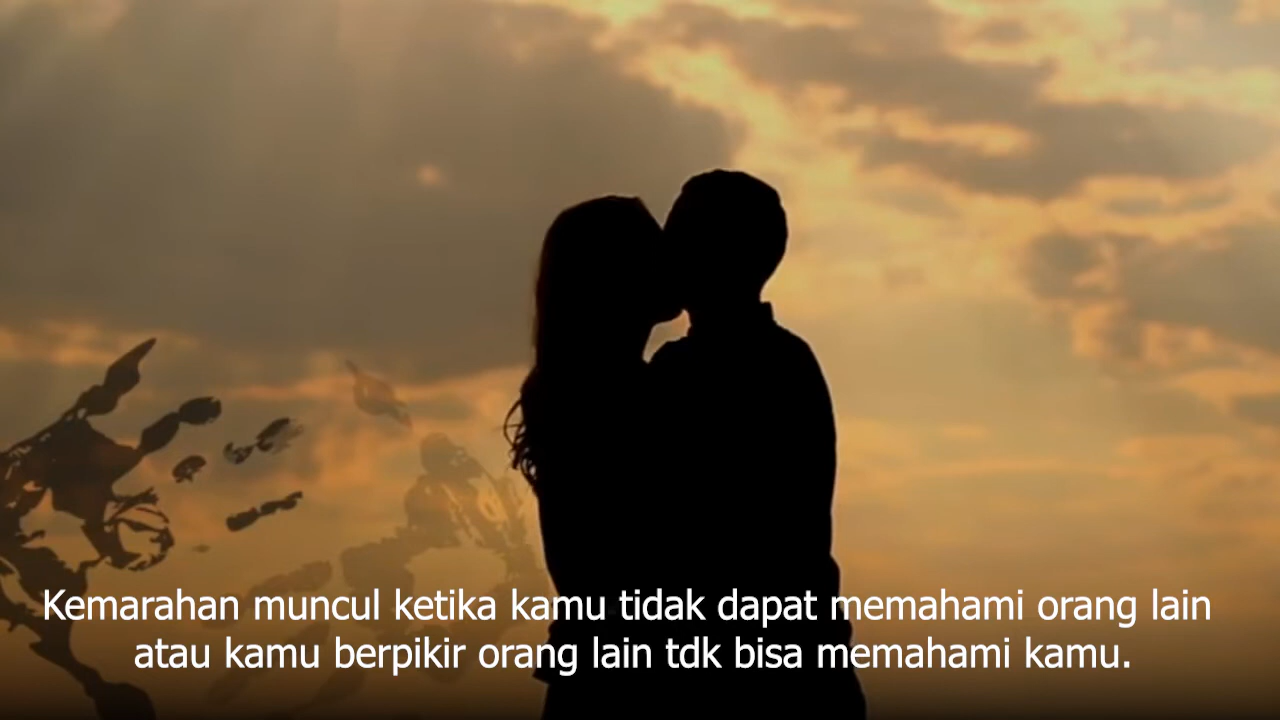 Kemarahan muncul ketika kamu tidak dapat memahami orang lain
atau kamu berpikir orang lain tdk bisa memahami kamu.